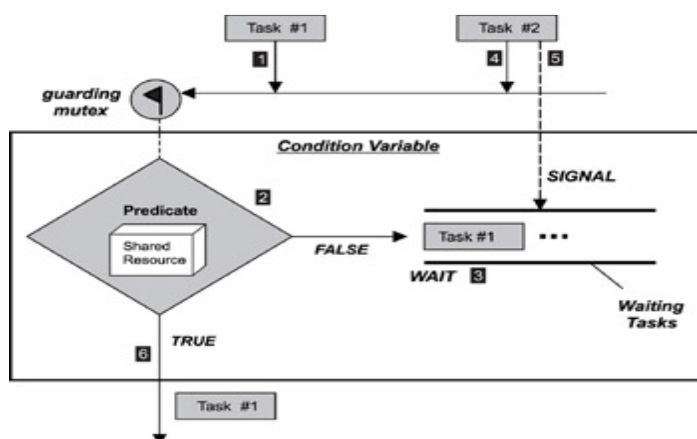 Task #1
Task #2
1
4
5
guarding
mutex
Condition Variable
SIGNAL
Predicate
2
Shared
Resource
FALSE
Task #1
WAIT 3
Waiting
Tasks
TRUE
6
Task #1